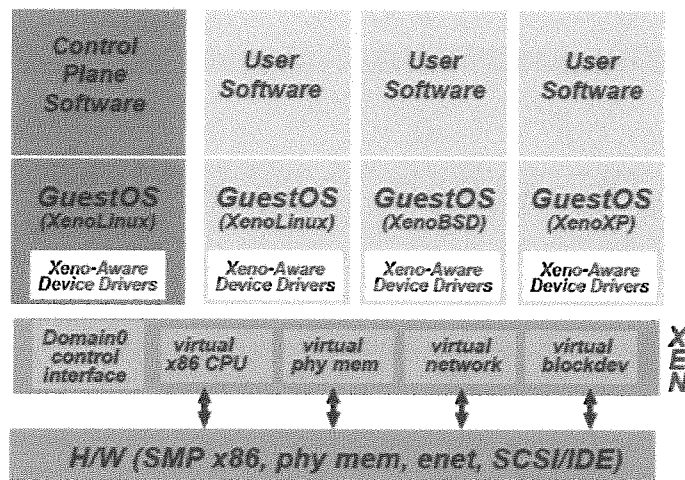 Control
Plane
Software
User
Software
User
Software
User
Software
GuestOS
(XenoLinux)
Xeno-Aware
Device Drivers
GuestOS
(XenoLinux)
Xeno-Aware
Device Drivers
GuestOS
(XenoBSD)
Xeno-Aware
Device Drivers
GuestOS
(XenoXP)
Xeno-Aware
Device Drivers
Domain0
control
interface
virtual
x86 CPU
virtual
phy mem
virtual
network
virtual
blockdev
X
E
N
H/W (SMP x86, phy mem, enet, SCSI/IDE)